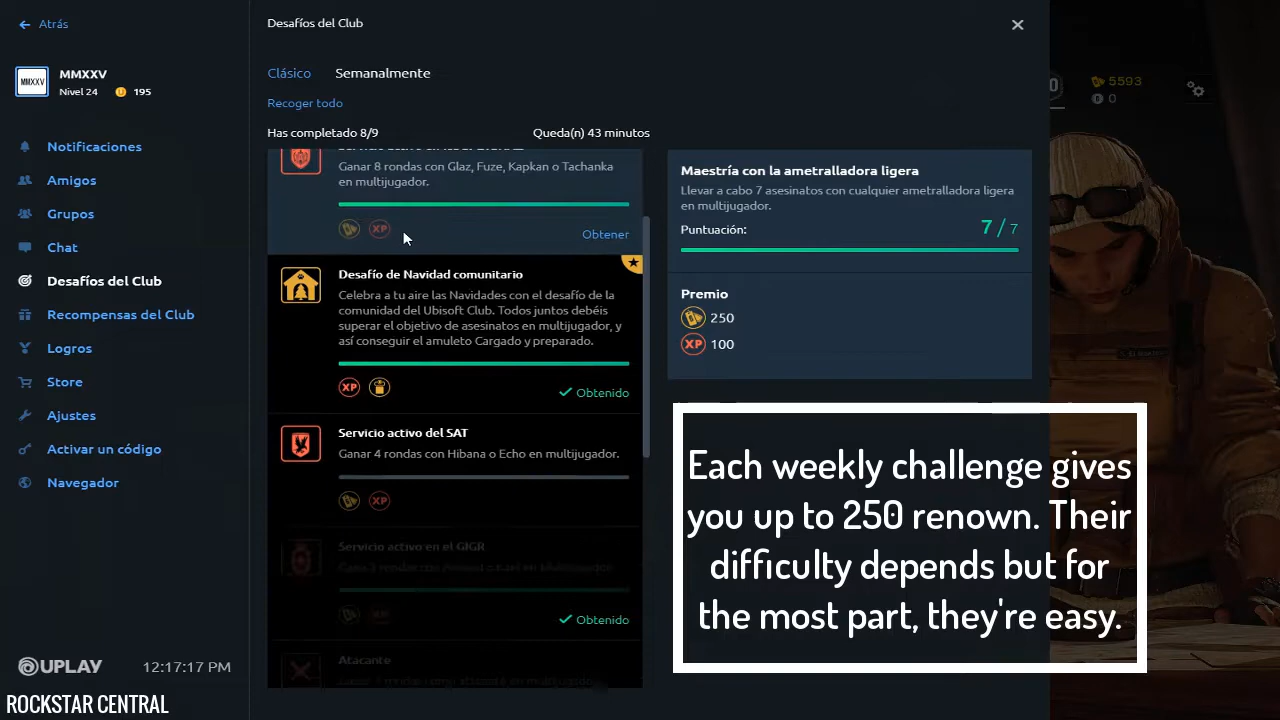 Atrás
Desafíos del Club
MMXXV
MMXXV
Nivel 24
195
Clásico
Semanalmente
Recoger todo
Has completado 8/9
Queda(n) 43 minutos
5593
0
Notificaciones
Amigos
Grupos
Chat
Desafíos del Club
Recompensas del Club
Logros
Store
Ajustes
Activar un código
Navegador
Ganar 8 rondas con Glaz, Fuze, Kapkan o Tachanka
en multijugador.
XP
Obtener
Desafío de Navidad comunitario
Celebra a tu aire las Navidades con el desafío de la
comunidad del Ubisoft Club. Todos juntos debéis
superar el objetivo de asesinatos en multijugador, y
así conseguir el amuleto Cargado y preparado.
XP
Obtenido
Servicio activo del SAT
Ganar 4 rondas con Hibana o Echo en multijugador.
XP
Servicio activo en el GIGR
Obtenido
Atacante
Maestría con la ametralladora ligera
Llevar a cabo 7 asesinatos con cualquier ametralladora ligera
en multijugador.
Puntuación:
7 / 7
Premio
250
XP 100
Each weekly challenge gives
you up to 250 renown. Their
difficulty depends but for
the most part, they're easy.
UPLAY
12:17:17 PM
ROCKSTAR CENTRAL